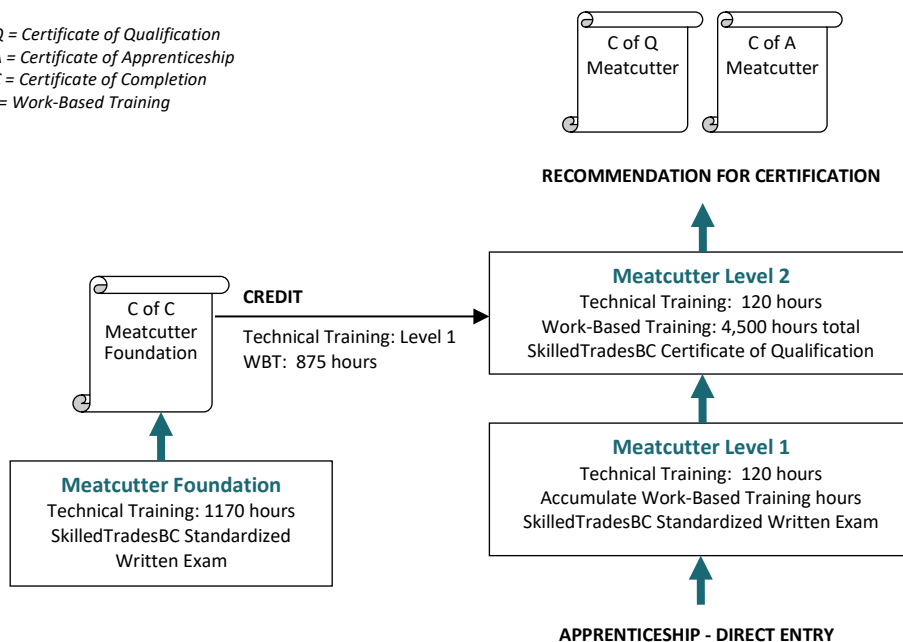 Q = Certificate of Qualification
A = Certificate of Apprenticeship
C = Certificate of Completion
= Work-Based Training
C of Q
Meatcutter
C of A
Meatcutter
RECOMMENDATION FOR CERTIFICATION
Meatcutter Level 2
Technical Training: 120 hours
Work-Based Training: 4,500 hours total
SkilledTradesBC Certificate of Qualification
C of C
Meatcutter
Foundation
CREDIT
Technical Training: Level 1
WBT: 875 hours
Meatcutter Level 1
Technical Training: 120 hours
Accumulate Work-Based Training hours
SkilledTradesBC Standardized Written Exam
Meatcutter Foundation
Technical Training: 1170 hours
SkilledTradesBC Standardized
Written Exam
APPRENTICESHIP - DIRECT ENTRY